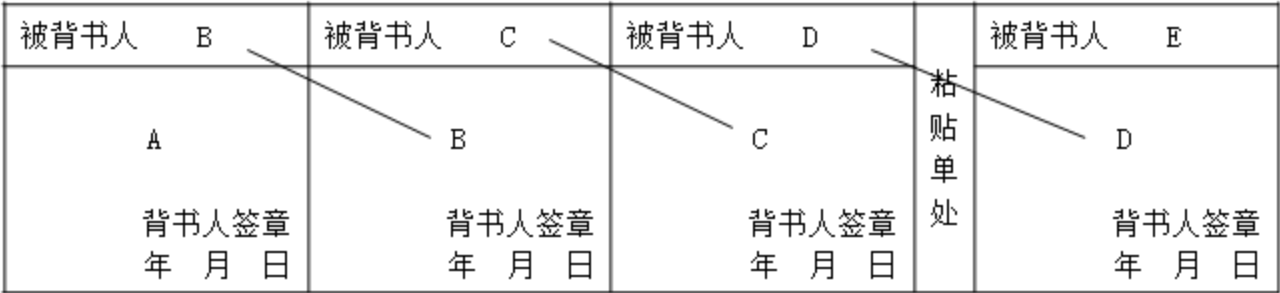 被背书人 B
A
背书人签章
年 月 日
被背书人 C
B
背书人签章
年 月 日
被背书人 D
C
背书人签章
年 月 日
粘贴单处
被背书人 E
D
背书人签章
年 月 日